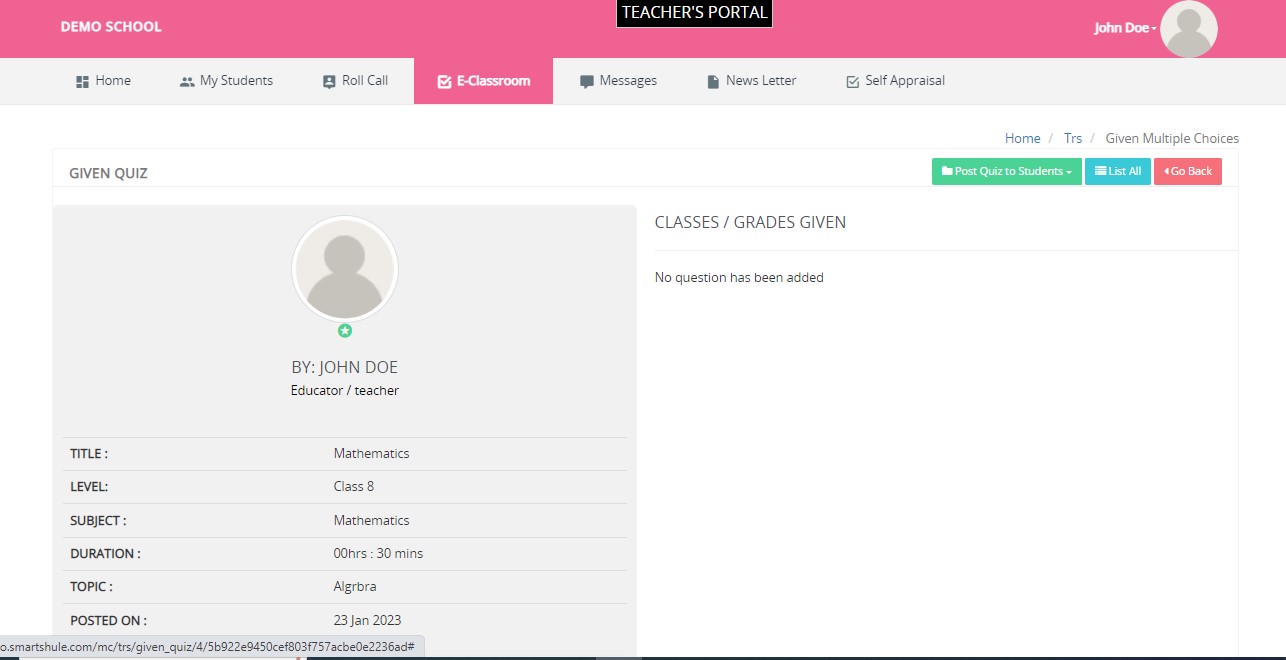 TEACHER'S PORTAL
DEMO SCHOOL
John Doe
Home My Students Roll Call E-Classroom Messages News Letter Self Appraisal
Home / Trs / Given Multiple Choices
GIVEN QUIZ Post Quiz to Students List All Go Back
CLASSES / GRADES GIVEN
No question has been added
BY: JOHN DOE
Educator / teacher
TITLE : Mathematics
LEVEL: Class 8
SUBJECT : Mathematics
DURATION : 00hrs : 30 mins
TOPIC : Algrbra
POSTED ON : 23 Jan 2023
o.smartshule.com/mc/trs/given_quiz/4/5b922e9450cef803f757acbe0e2236ad#